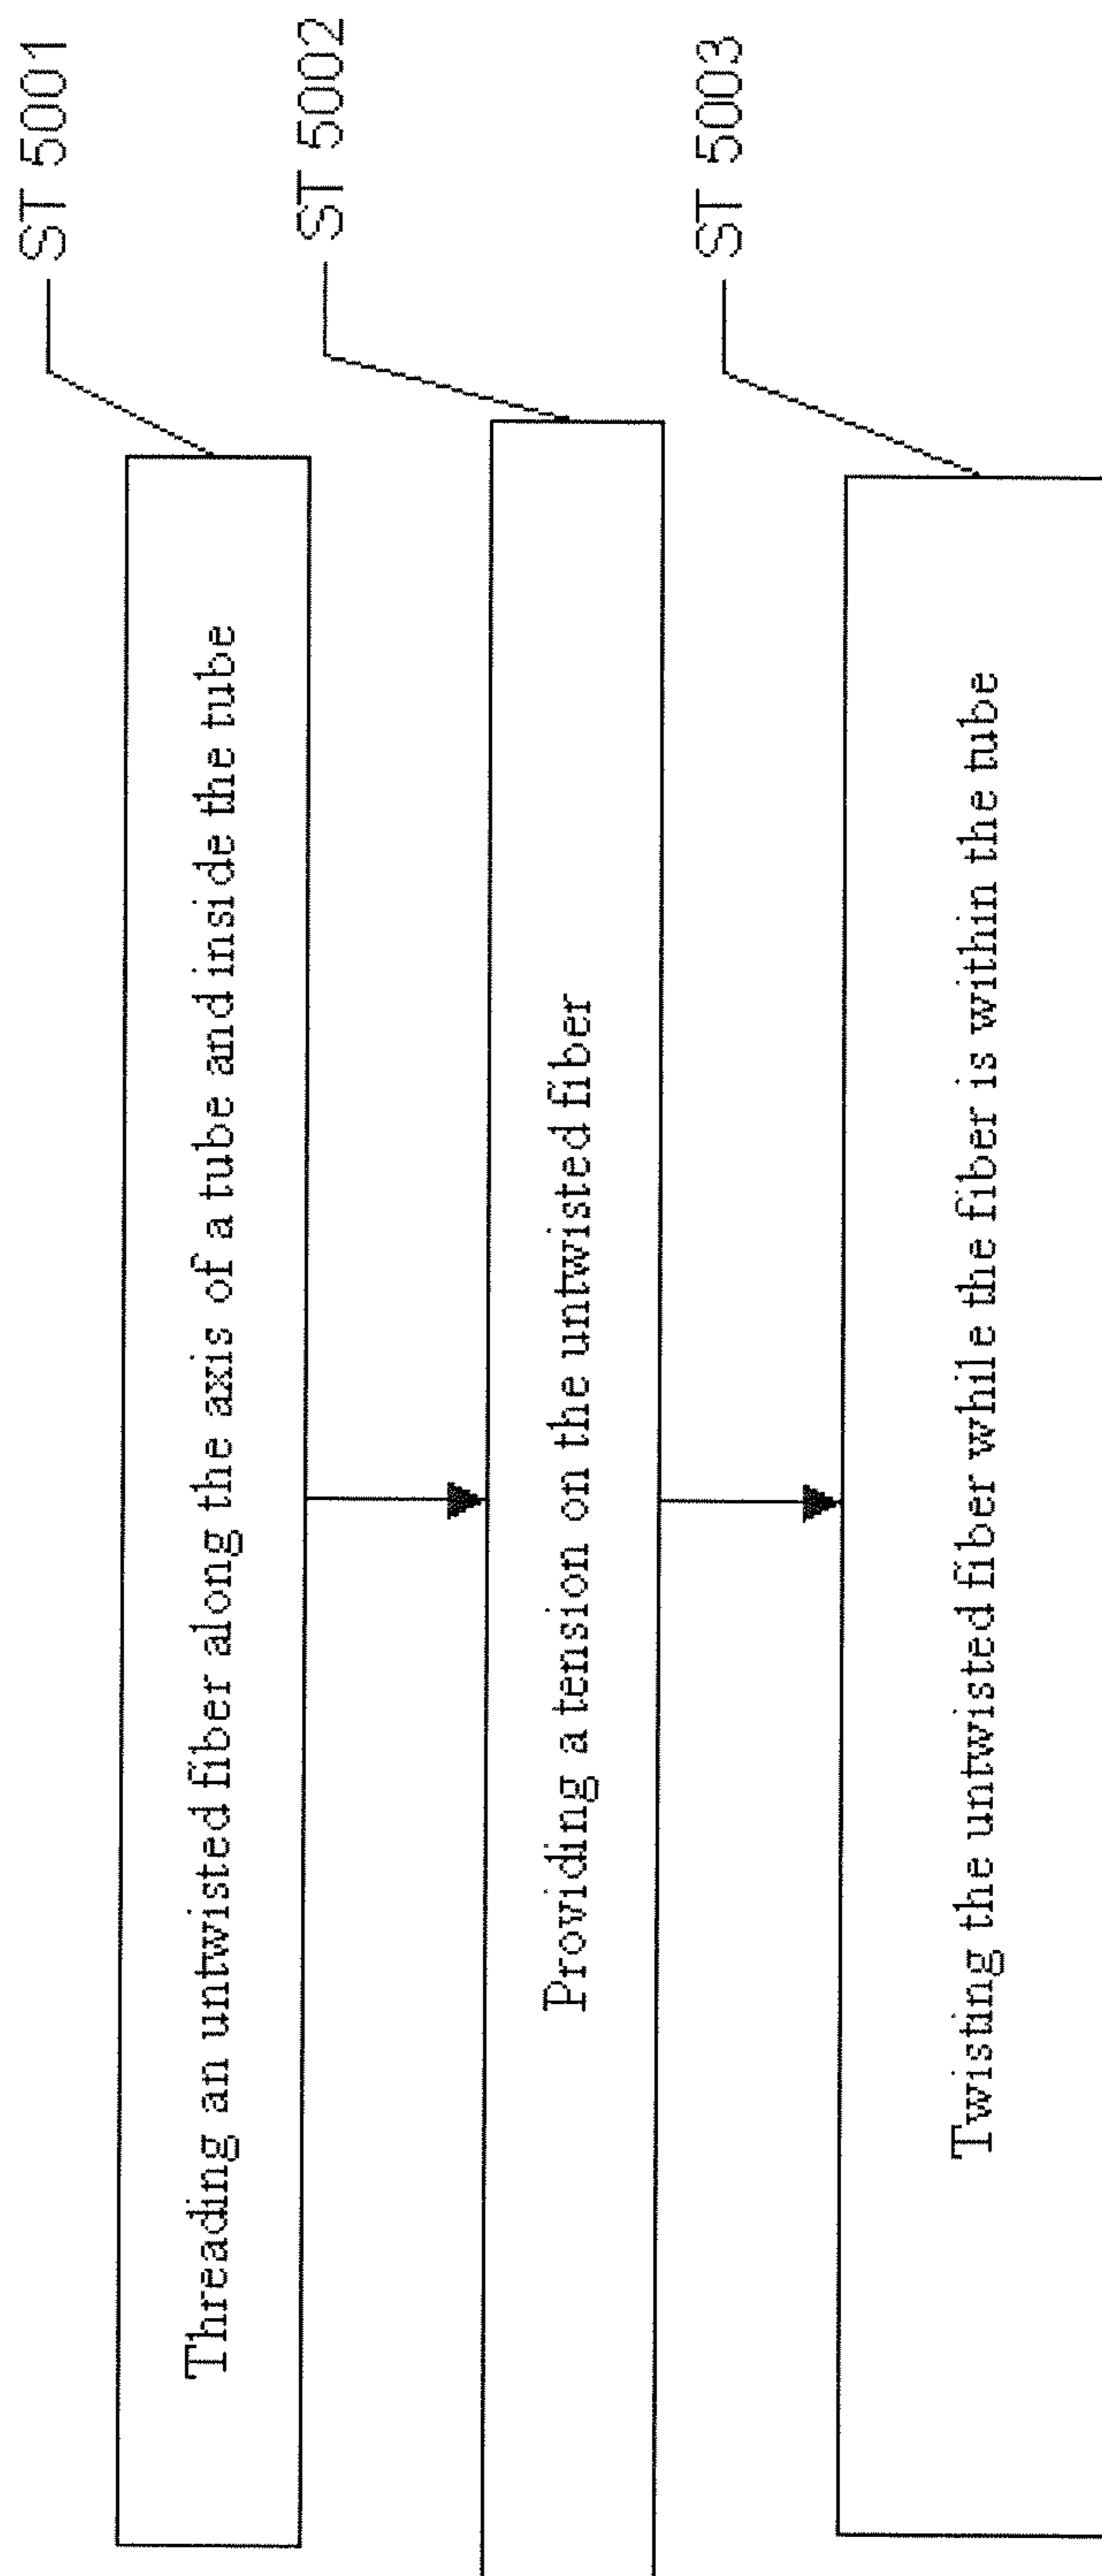 Threading an untwisted fiber along the axis of a tube and inside the tube
ST 5001
Providing a tension on the untwisted fiber
ST 5002
Twisting the untwisted fiber while the fiber is within the tube
ST 5003